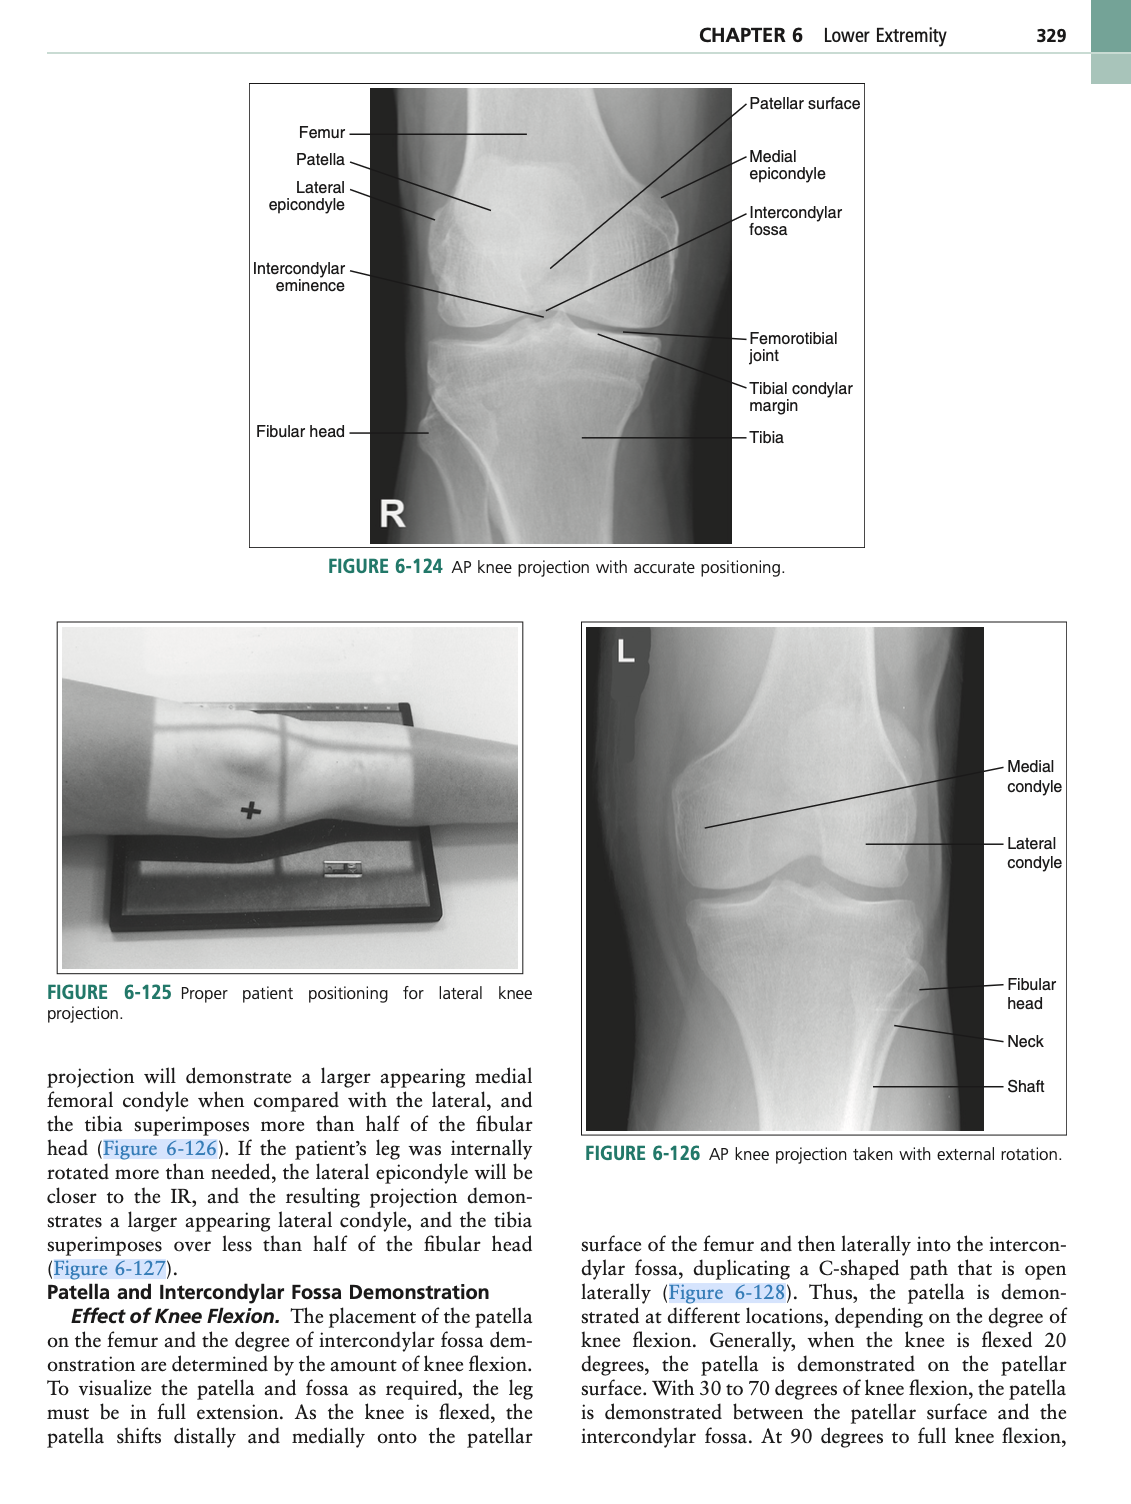 CHAPTER 6 Lower Extremity 329
Femur
Patella
Lateral
epicondyle
Intercondylar
eminence
Fibular head
Patellar surface
Medial
epicondyle
Intercondylar
fossa
Femorotibial
joint
Tibial condylar
margin
Tibia
R
FIGURE 6-124 AP knee projection with accurate positioning.
FIGURE 6-125 Proper patient positioning for lateral knee
projection.
projection will demonstrate a larger appearing medial
femoral condyle when compared with the lateral, and
the tibia superimposes more than half of the fibular
head (Figure 6-126). If the patient's leg was internally
rotated more than needed, the lateral epicondyle will be
closer to the IR, and the resulting projection demon-
strates a larger appearing lateral condyle, and the tibia
superimposes over less than half of the fibular head
(Figure 6-127).
Patella and Intercondylar Fossa Demonstration
Effect of Knee Flexion. The placement of the patella
on the femur and the degree of intercondylar fossa dem-
onstration are determined by the amount of knee flexion.
To visualize the patella and fossa as required, the leg
must be in full extension. As the knee is flexed, the
patella shifts distally and medially onto the patellar
L
Medial
condyle
Lateral
condyle
Fibular
head
Neck
Shaft
FIGURE 6-126 AP knee projection taken with external rotation.
surface of the femur and then laterally into the intercon-
dylar fossa, duplicating a C-shaped path that is open
laterally (Figure 6-128). Thus, the patella is demon-
strated at different locations, depending on the degree of
knee flexion. Generally, when the knee is flexed 20
degrees, the patella is demonstrated on the patellar
surface. With 30 to 70 degrees of knee flexion, the patella
is demonstrated between the patellar surface and the
intercondylar fossa. At 90 degrees to full knee flexion,